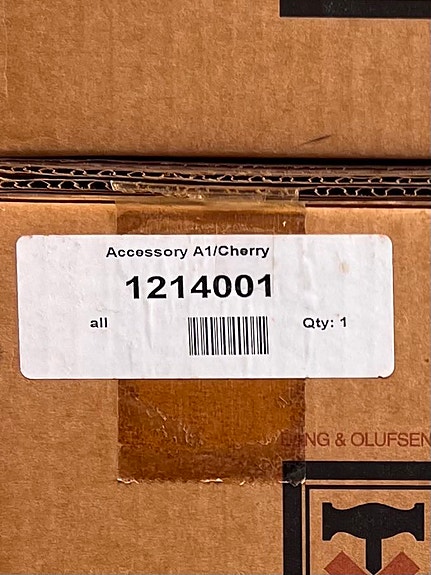 Accessory A1/Cherry
1214001
all
Qty: 1
BANG & OLUFSEN